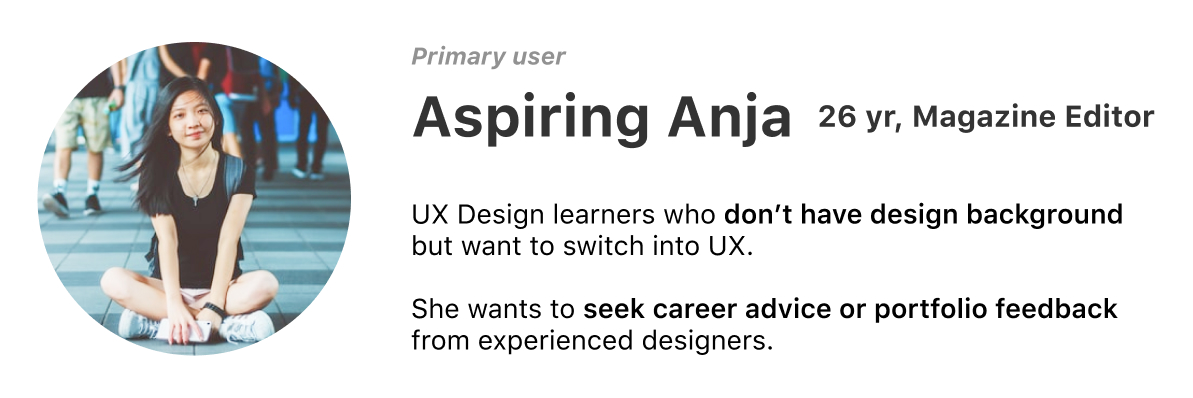 Primary user
Aspiring Anja 26 yr, Magazine Editor
UX Design learners who don’t have design background
but want to switch into UX.
She wants to seek career advice or portfolio feedback
from experienced designers.